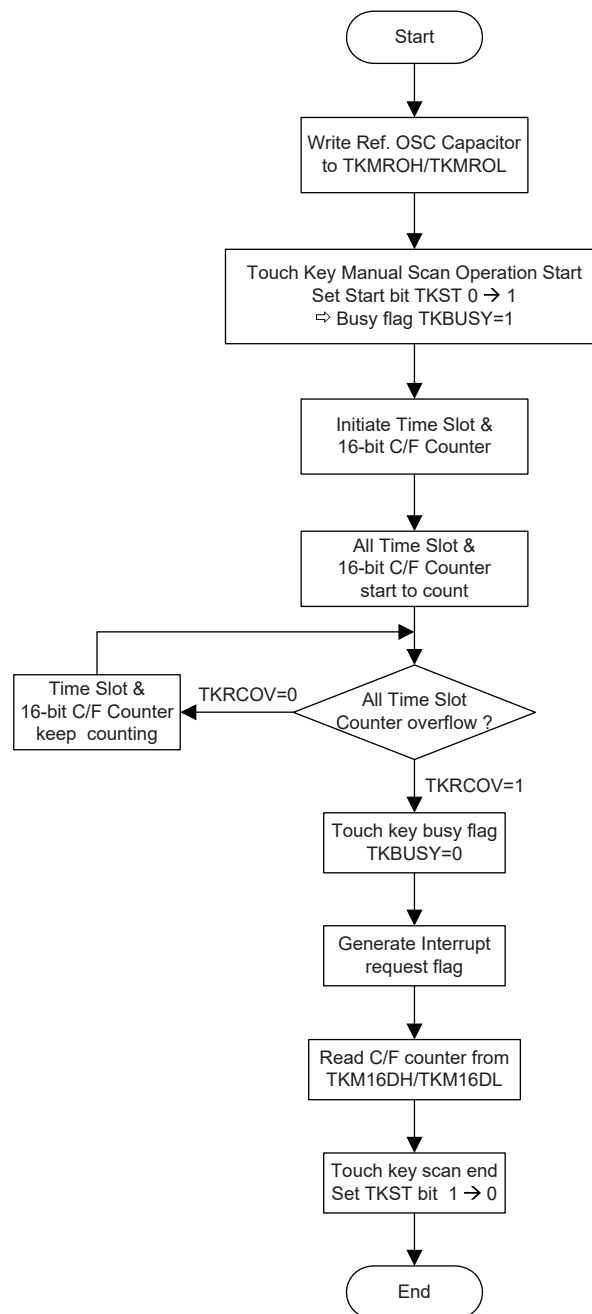 Start
Write Ref. OSC Capacitor
to TKMROH/TKMROL
Touch Key Manual Scan Operation Start
Set Start bit TKST 0 → 1
⇨ Busy flag TKBUSY=1
Initiate Time Slot &
16-bit C/F Counter
All Time Slot &
16-bit C/F Counter
start to count
All Time Slot
Counter overflow ?
TKRCOV=0
Time Slot &
16-bit C/F Counter
keep counting
TKRCOV=1
Touch key busy flag
TKBUSY=0
Generate Interrupt
request flag
Read C/F counter from
TKM16DH/TKM16DL
Touch key scan end
Set TKST bit 1 → 0
End